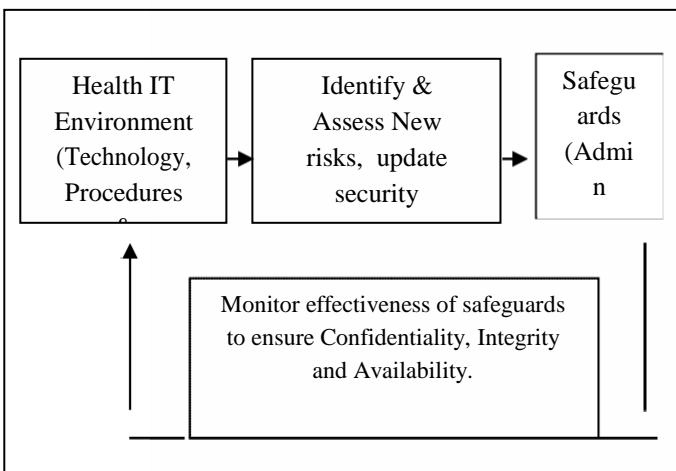 Health IT
Environment
(Technology,
Procedures
Identify &
Assess New
risks, update
security
Safegu
ards
(Admi
n
Monitor effectiveness of safeguards
to ensure Confidentiality, Integrity
and Availability.